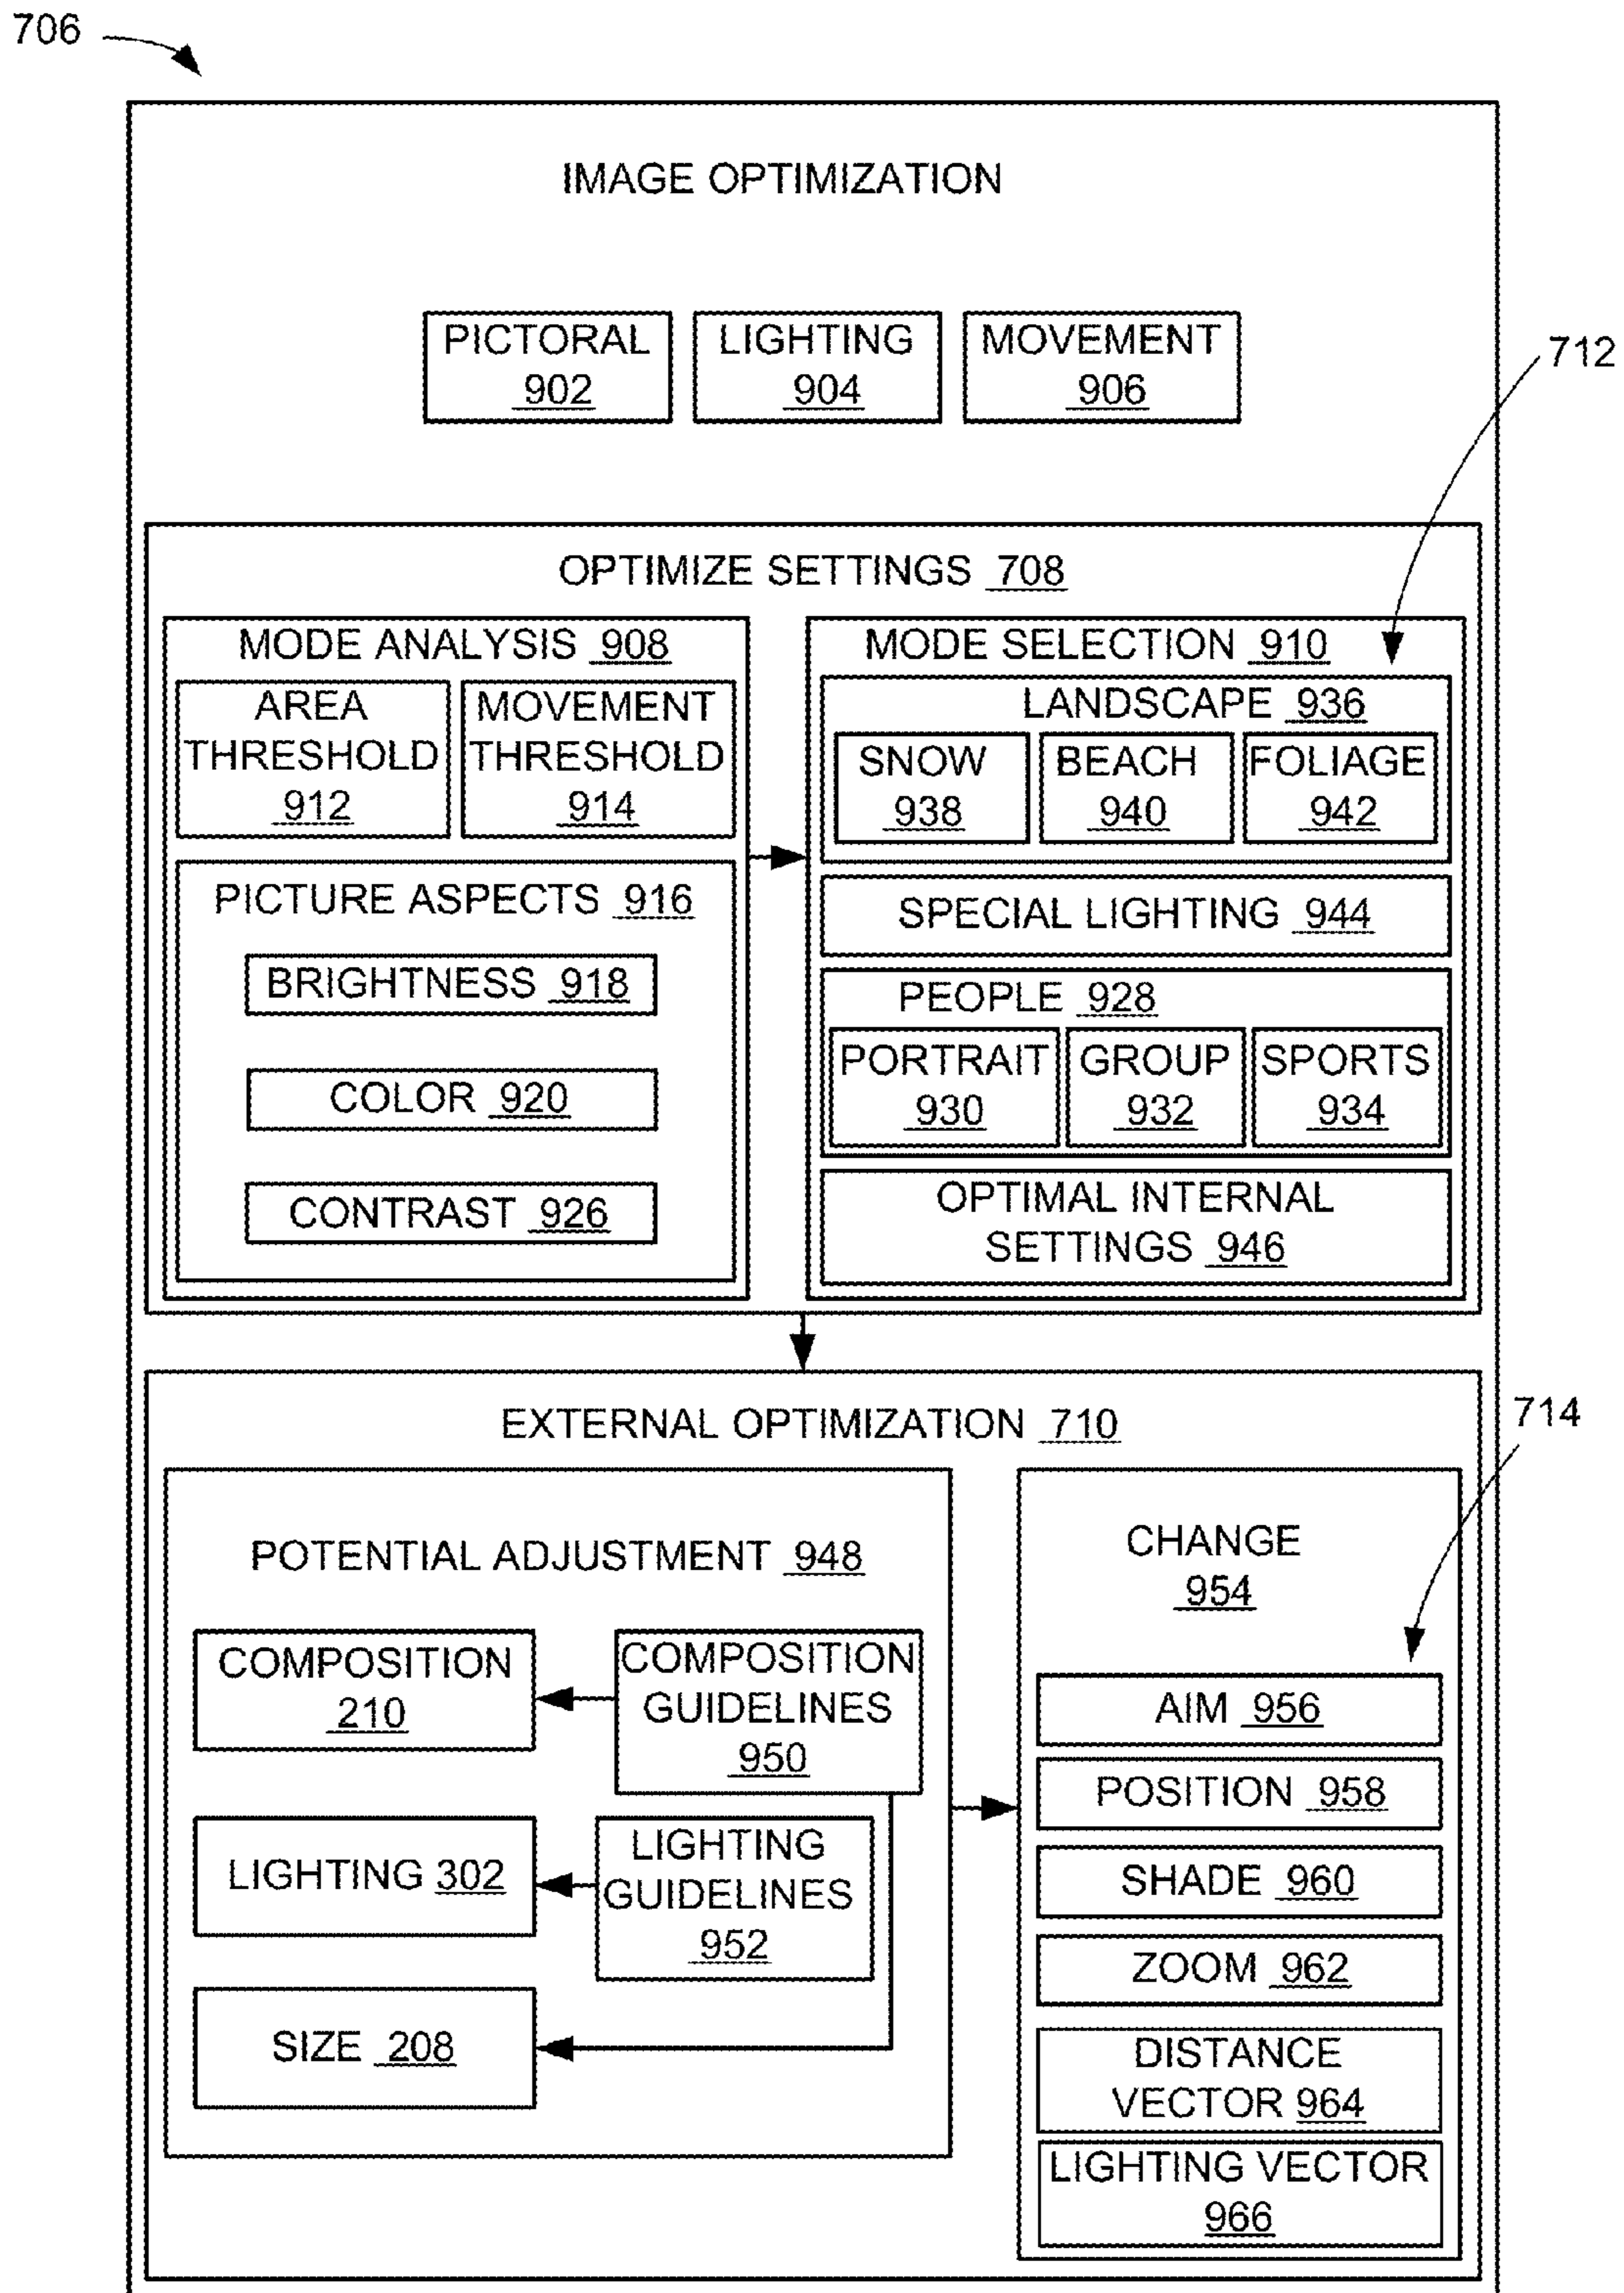 706
IMAGE OPTIMIZATION
PICTORAL
902
LIGHTING
904
MOVEMENT
906
712
OPTIMIZE SETTINGS 708
MODE ANALYSIS 908
AREA
THRESHOLD
912
MOVEMENT
THRESHOLD
914
PICTURE ASPECTS 916
BRIGHTNESS 918
COLOR 920
CONTRAST 926
MODE SELECTION 910
LANDSCAPE 936
SNOW
938
BEACH
940
FOLIAGE
942
SPECIAL LIGHTING 944
PEOPLE 928
PORTRAIT
930
GROUP
932
SPORTS
934
OPTIMAL INTERNAL
SETTINGS 946
EXTERNAL OPTIMIZATION 710
714
POTENTIAL ADJUSTMENT 948
COMPOSITION
210
COMPOSITION
GUIDELINES
950
LIGHTING 302
LIGHTING
GUIDELINES
952
SIZE 208
CHANGE
954
AIM 956
POSITION 958
SHADE 960
ZOOM 962
DISTANCE
VECTOR 964
LIGHTING VECTOR
966